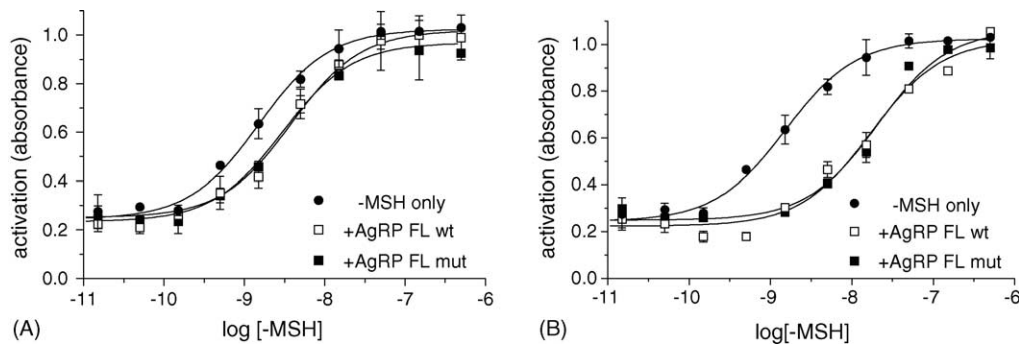 activation (absorbance)
1.0
0.8
0.6
0.4
0.2
0.0
-11 -10 -9 -8 -7 -6
log [-MSH]
-MSH only
+AgRP FL wt
+AgRP FL mut
(A)
activation (absorbance)
1.0
0.8
0.6
0.4
0.2
0.0
-11 -10 -9 -8 -7 -6
log[-MSH]
-MSH only
+AgRP FL wt
+AgRP FL mut
(B)